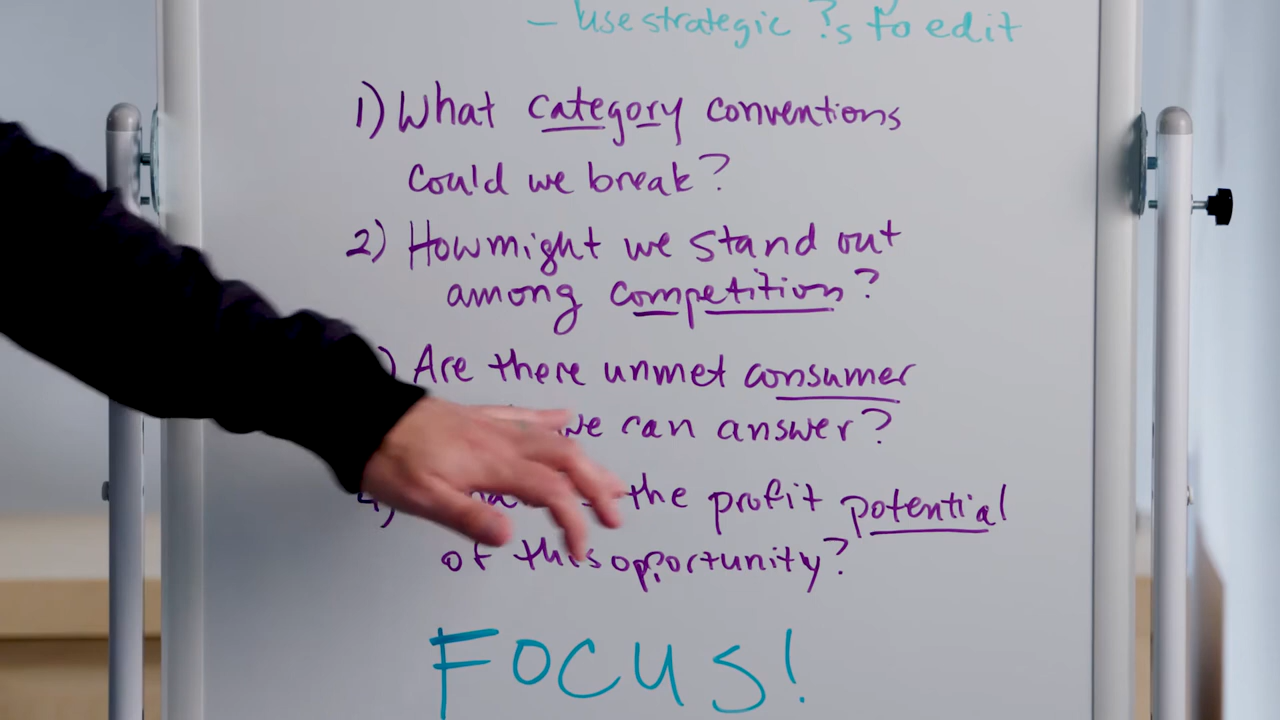 – use strategic ?s to edit
1) What category conventions
could we break?
2) How might we stand out
among competition?
) Are there unmet consumer
we can answer?
4) the profit potential
of this opportunity?
FOCUS!